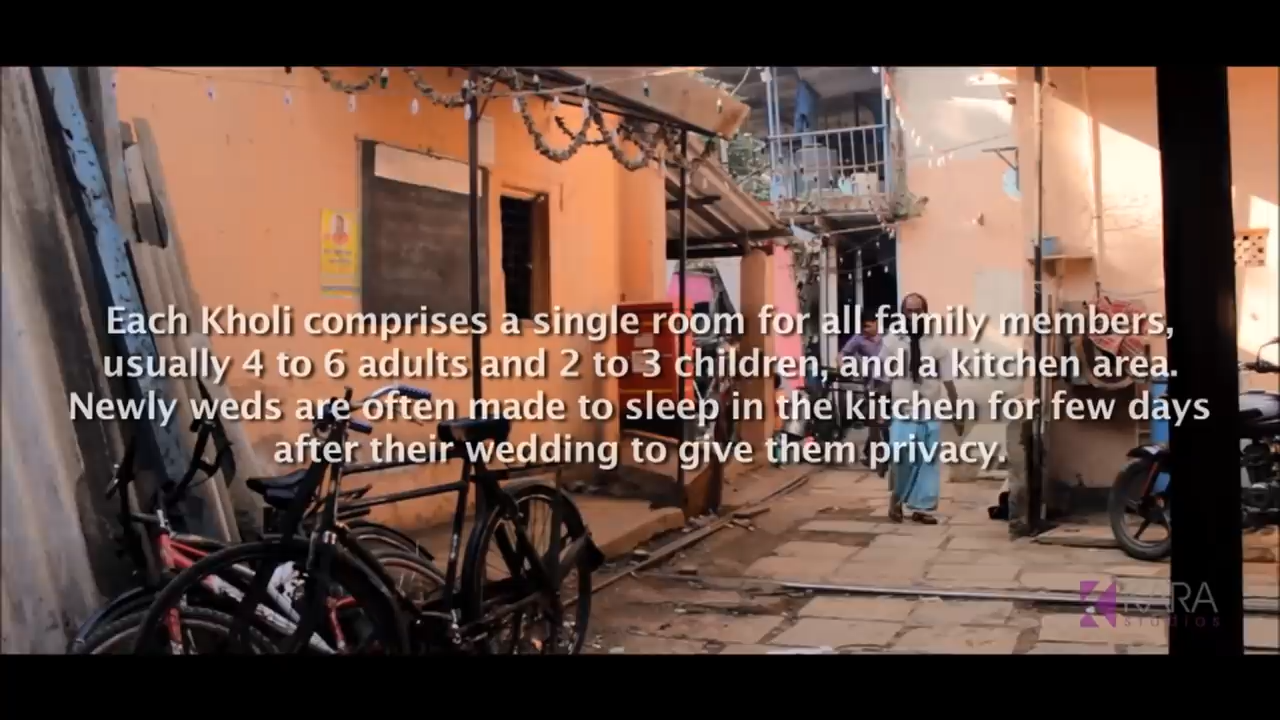 Each Kholi comprises a single room for all family members,
usually 4 to 6 adults and 2 to 3 children, and a kitchen area.
Newly weds are often made to sleep in the kitchen for few days
after their wedding to give them privacy.
KARA
studios